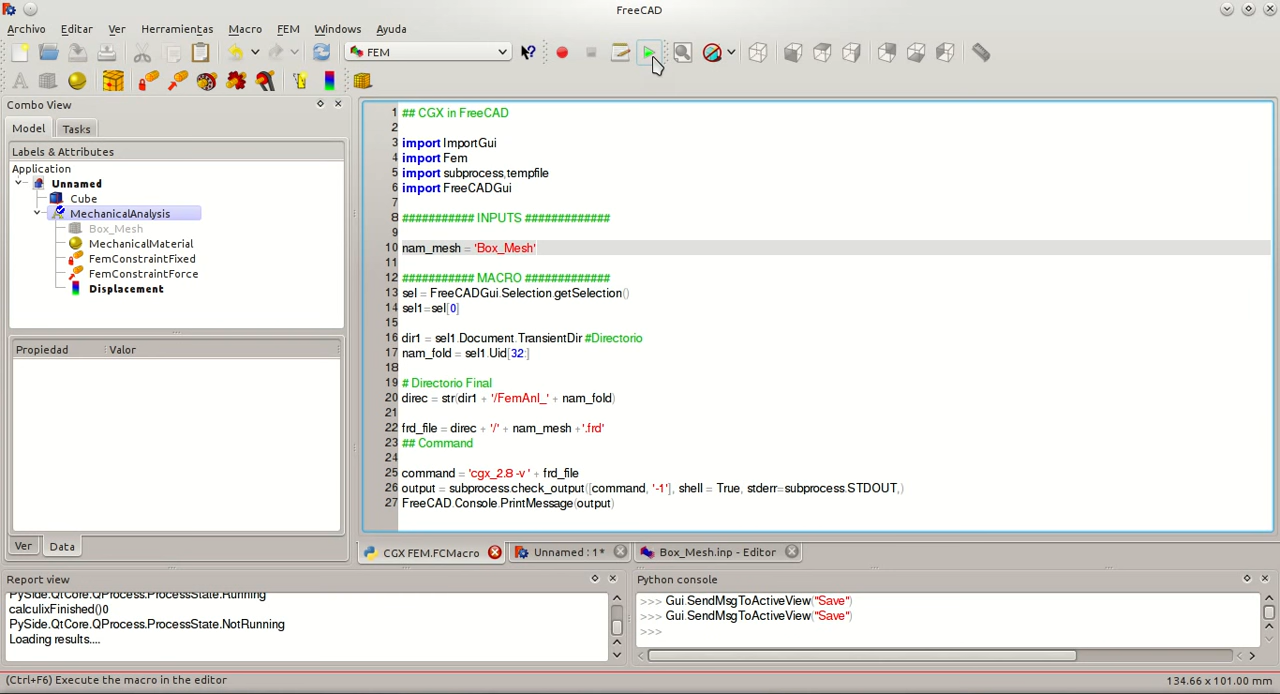 FreeCAD
Archivo Editar Ver Herramientas Macro FEM Windows Ayuda
FEM
Combo View
Model Tasks
Labels & Attributes
Application
Unnamed
Cube
MechanicalAnalysis
Box_Mesh
MechanicalMaterial
FemConstraintFixed
FemConstraintForce
Displacement
Propiedad Valor
Ver Data
1 ## CGX in FreeCAD
2
3 import ImportGui
4 import Fem
5 import subprocess,tempfile
6 import FreeCADGui
7
8 ########### INPUTS #############
9
10 nam_mesh = 'Box_Mesh'
11
12 ########### MACRO #############
13 sel = FreeCADGui.Selection.getSelection()
14 sel1=sel[0]
15
16 dir1 = sel1.Document.TransientDir #Directorio
17 nam_fold = sel1.Uid[32:]
18
19 # Directorio Final
20 direc = str(dir1 + '/FemAnl_' + nam_fold)
21
22 frd_file = direc + '/' + nam_mesh +'.frd'
23 ## Command
24
25 command = 'cgx_2.8 -v ' + frd_file
26 output = subprocess.check_output([command, '-1'], shell = True, stderr=subprocess.STDOUT,)
27 FreeCAD.Console.PrintMessage(output)
CGX FEM.FCMacro Unnamed : 1* Box_Mesh.inp - Editor
Report view
PySide.QtCore.QProcess.ProcessState.Running
calculixFinished()0
PySide.QtCore.QProcess.ProcessState.NotRunning
Loading results....
Python console
>>> Gui.SendMsgToActiveView("Save")
>>> Gui.SendMsgToActiveView("Save")
>>>
(Ctrl+F6) Execute the macro in the editor
134.66 x 101.00 mm